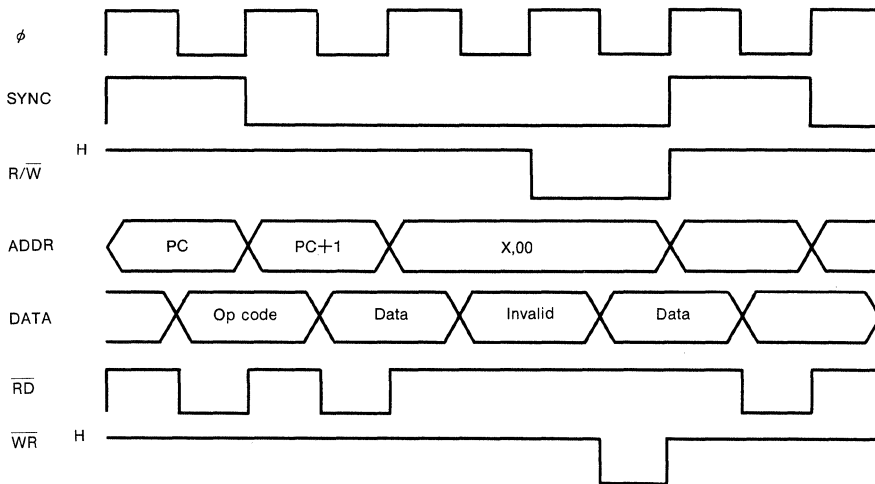 φ
SYNC
H
R/W̅
ADDR PC PC+1 X,00
DATA Op code Data Invalid Data
R̅D̅
H
W̅R̅